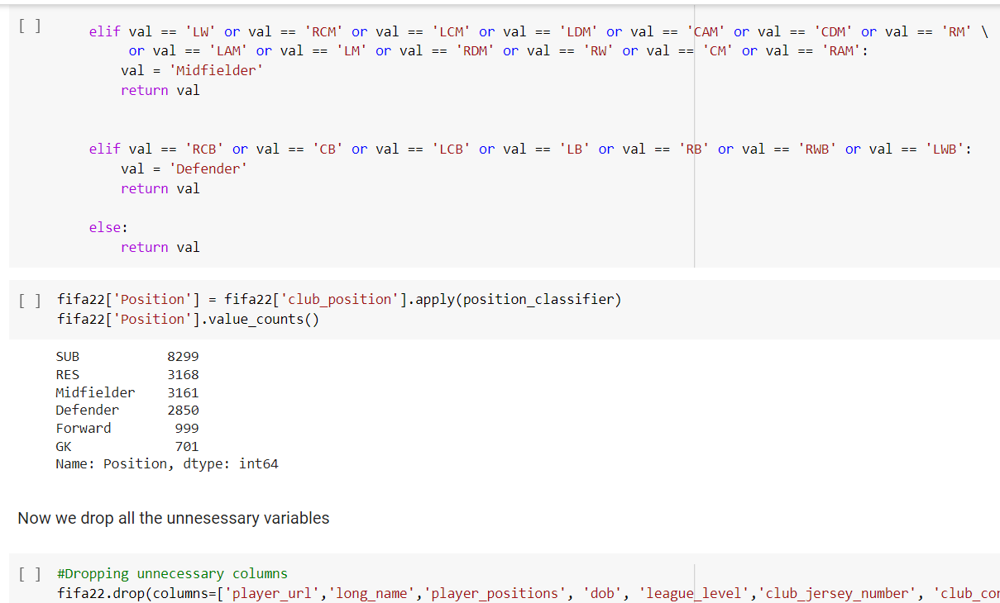 [ ]
elif val == 'LW' or val == 'RCM' or val == 'LCM' or val == 'LDM' or val == 'CAM' or val == 'CDM' or val == 'RM' \
or val == 'LAM' or val == 'LM' or val == 'RDM' or val == 'RW' or val == 'CM' or val == 'RAM':
val = 'Midfielder'
return val
elif val == 'RCB' or val == 'CB' or val == 'LCB' or val == 'LB' or val == 'RB' or val == 'RWB' or val == 'LWB':
val = 'Defender'
return val
else:
return val
[ ] fifa22['Position'] = fifa22['club_position'].apply(position_classifier)
fifa22['Position'].value_counts()
SUB 8299
RES 3168
Midfielder 3161
Defender 2850
Forward 999
GK 701
Name: Position, dtype: int64
Now we drop all the unnesessary variables
[ ] #Dropping unnecessary columns
fifa22.drop(columns=['player_url','long_name','player_positions', 'dob', 'league_level','club_jersey_number', 'club_cor